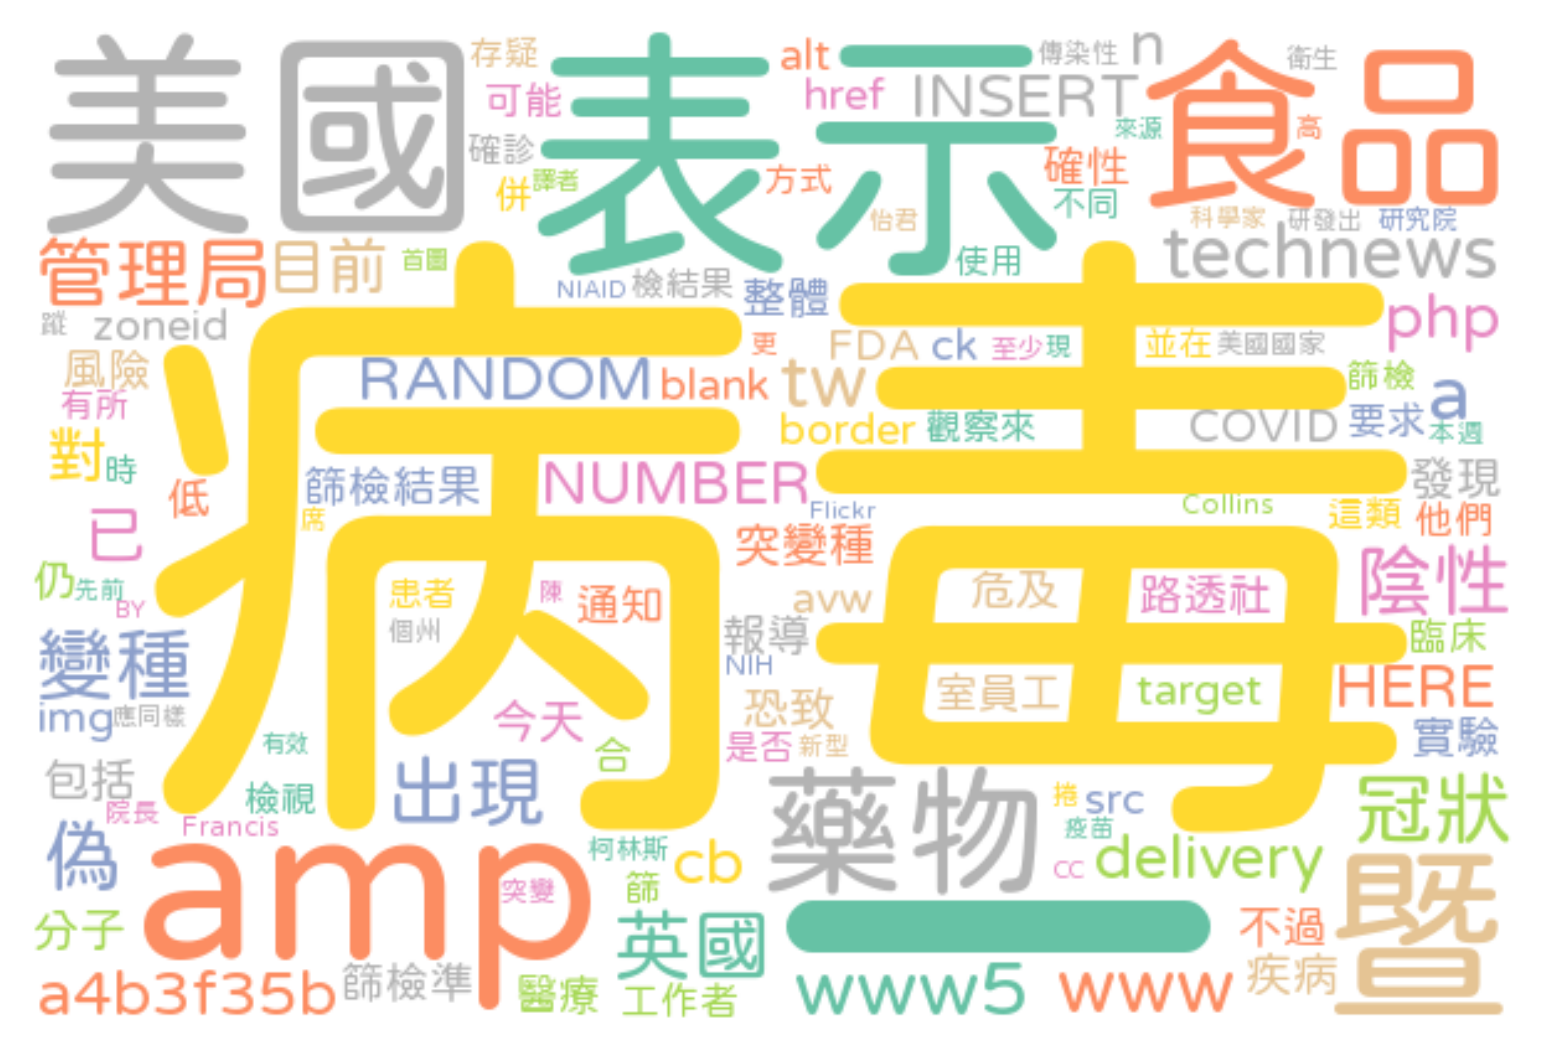 美國
存疑
可能
確診
併
譯者
表示
alt
href
傳染性
n
INSERT
衛生
食品
高
來源
確性
方式
不同
怡君
使用
科學家
研發出
研究院
technews
管理局
目前
首圖
NIAID
檢結果
整體
php
蹤
zoneid
風險
有所
RANDOM
blank
更
FDA
ck
至少
現
並在
美國國家
tw
篩檢
a
border
觀察來
COVID
要求
本週
對
時
低
篩檢結果
席
NUMBER
Flickr
Collins
發現
這類
他們
病毒
已
突變種
仍
先前
BY
患者
個州
陳
通知
avw
危及
路透社
陰性
報導
NIH
臨床
變種
img
應同樣
恐致
室員工
target
HERE
今天
是否
新型
實驗
有效
合
包括
院長
檢視
出現
Francis
藥物
捲
src
疫苗
冠狀
偽
amp
突變
柯林斯
篩
cb
cc
delivery
暨
分子
英國
一
不過
疾病
a4b3f35b
篩檢準
醫療
工作者
www5
www